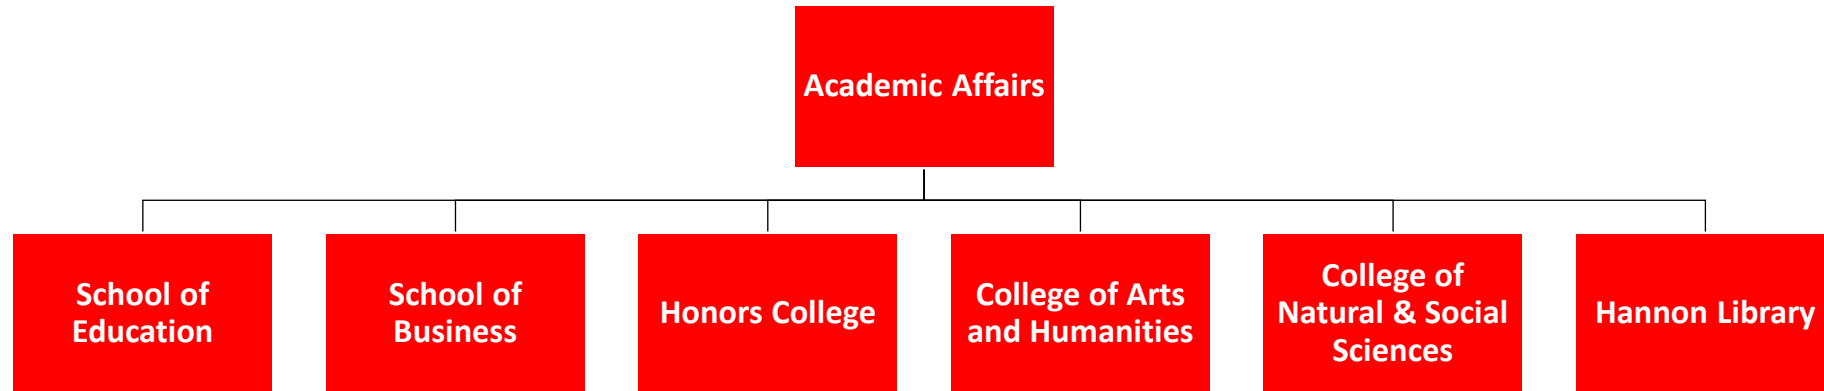 Academic Affairs
School of
Education
School of
Business
Honors College
College of Arts
and Humanities
College of
Natural & Social
Sciences
Hannon Library